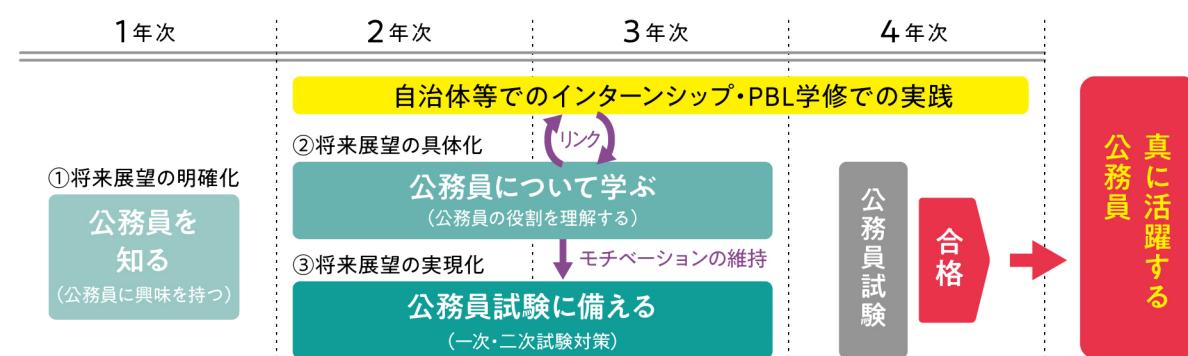 1年次
2年次
3年次
4年次
自治体等でのインターンシップ・PBL学修での実践
リンク
①将来展望の明確化
公務員を
知る
(公務員に興味を持つ)
②将来展望の具体化
公務員について学ぶ
(公務員の役割を理解する)
モチベーションの維持
③将来展望の実現化
公務員試験に備える
(一次・二次試験対策)
公務員試験
合格
真に活躍する
公務員